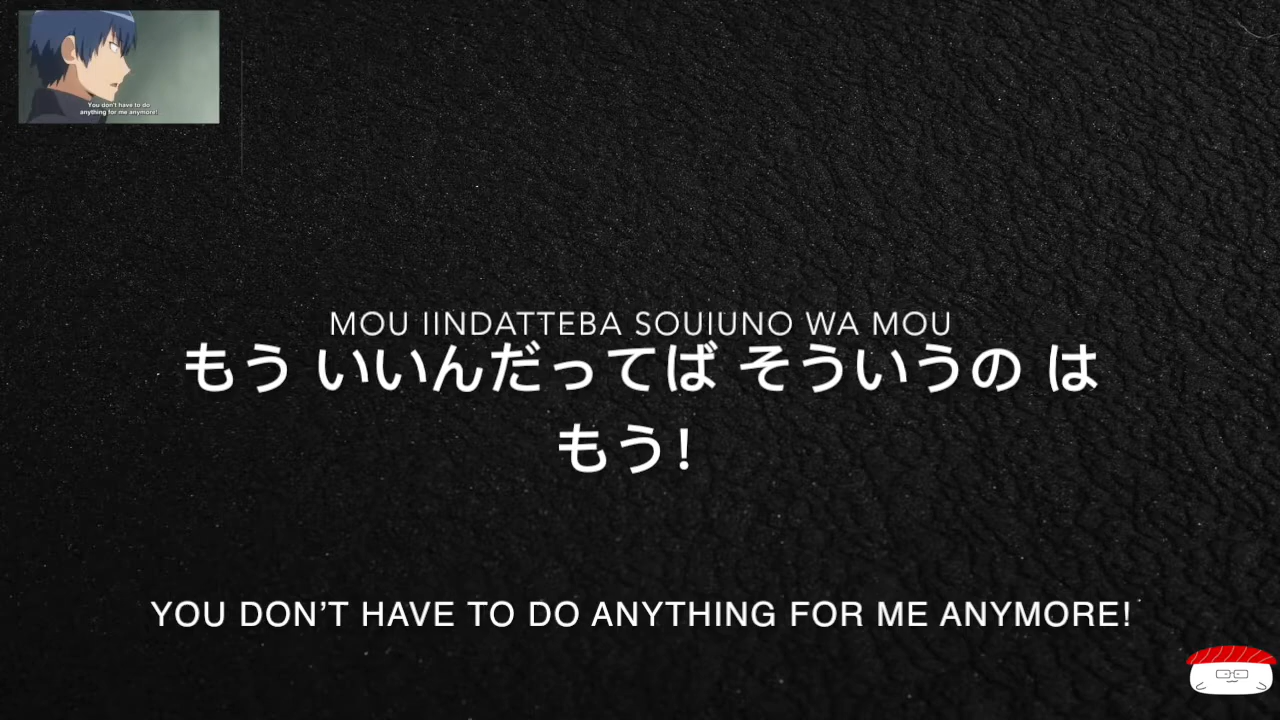 You don't have to do
anything for me anymore!
MOU IINDATTEBA SOUIUNO WA MOU
もう いいんだってば そういうの は
もう!
YOU DON’T HAVE TO DO ANYTHING FOR ME ANYMORE!